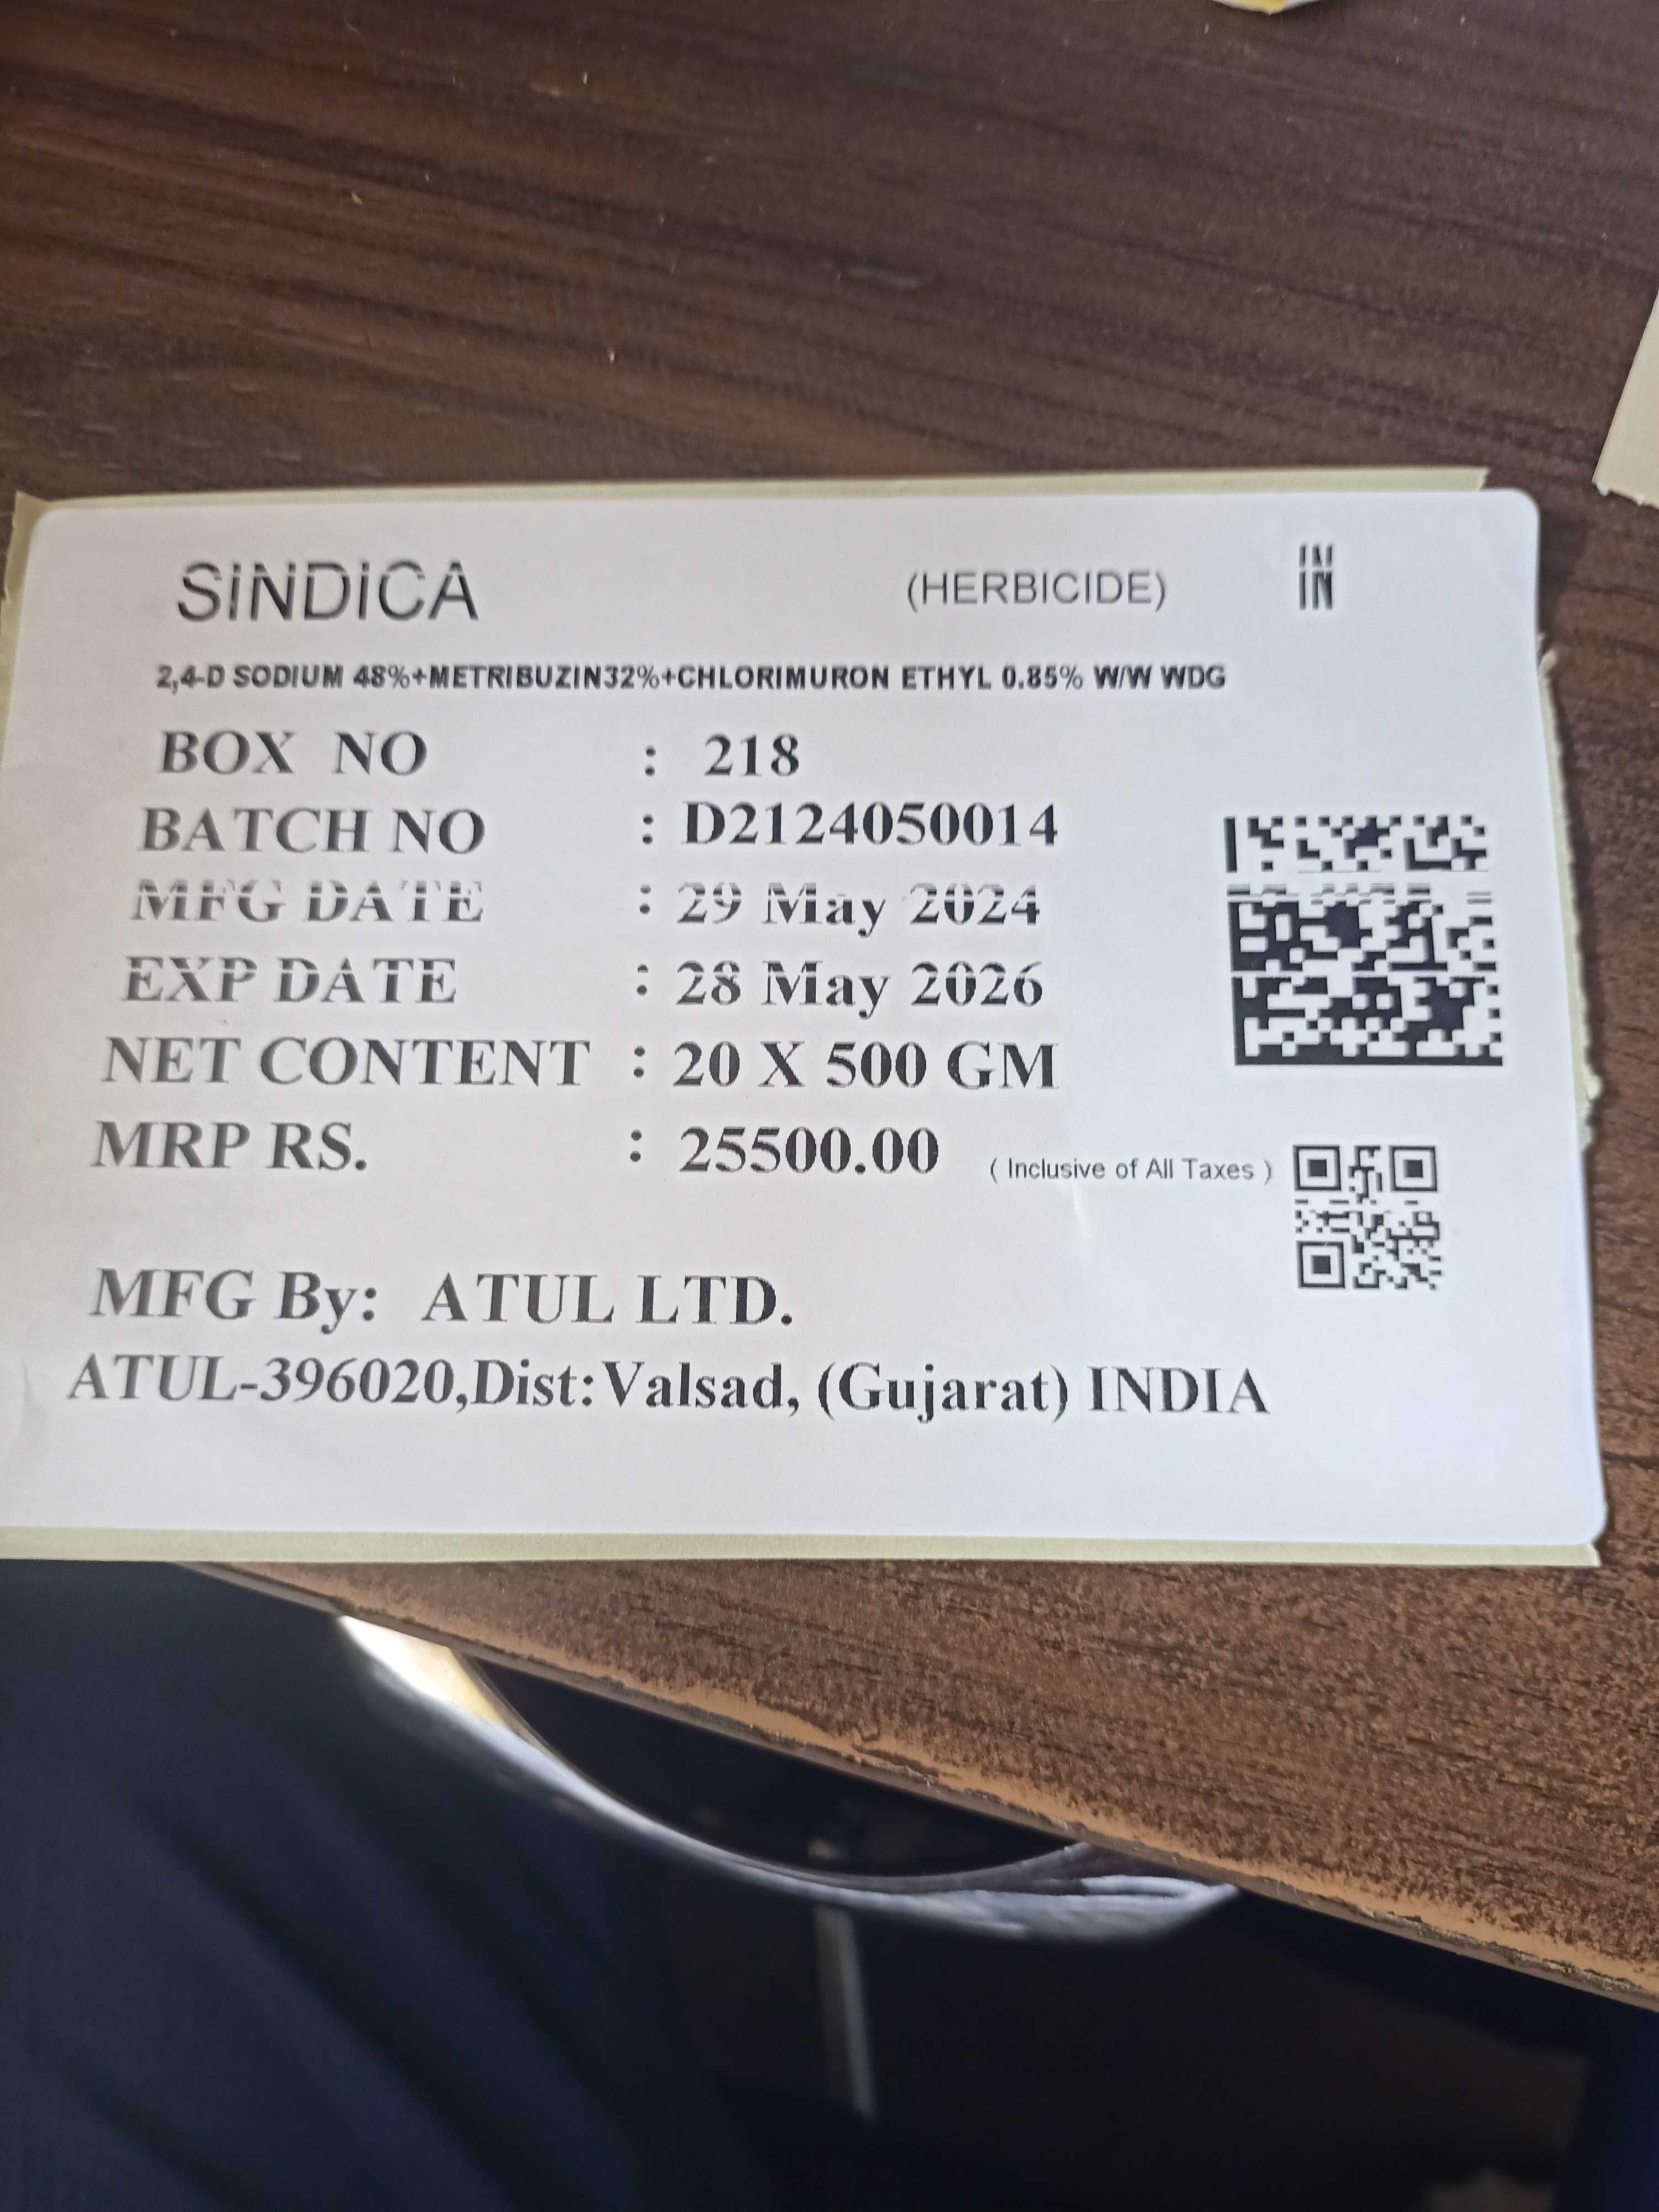 SINDICA (HERBICIDE) IN
2,4-D SODIUM 48%+METRIBUZIN32%+CHLORIMURON ETHYL 0.85% W/W WDG
BOX NO : 218
BATCH NO : D2124050014
MFG DATE : 29 May 2024
EXP DATE : 28 May 2026
NET CONTENT : 20 X 500 GM
MRP RS. : 25500.00 ( Inclusive of All Taxes )
MFG By: ATUL LTD.
ATUL-396020,Dist:Valsad, (Gujarat) INDIA